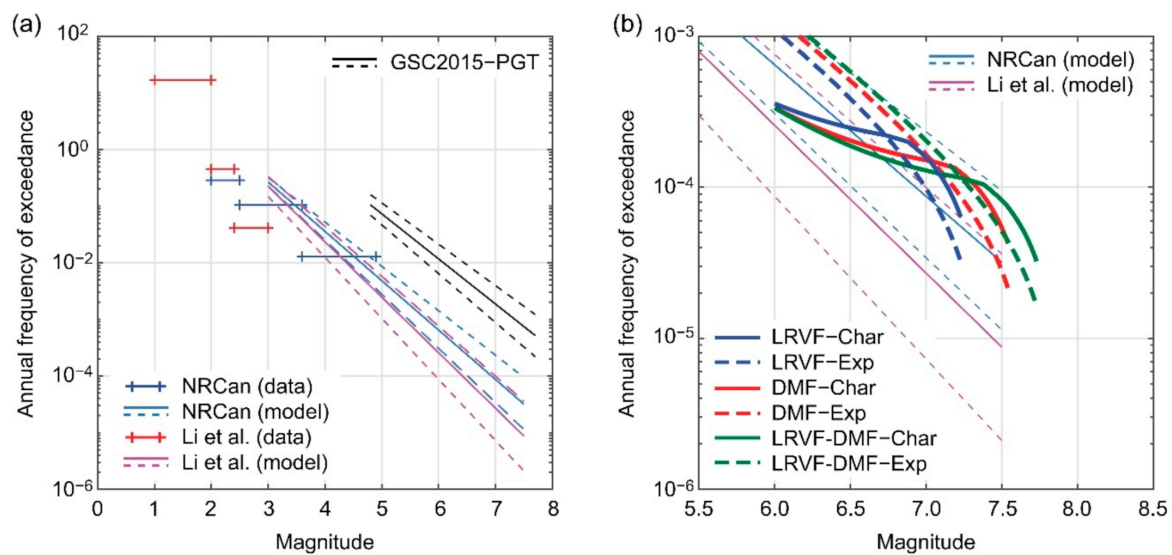 (a)
Annual frequency of exceedance
10²
10⁰
10⁻²
10⁻⁴
10⁻⁶
GSC2015−PGT
NRCan (data)
NRCan (model)
Li et al. (data)
Li et al. (model)
0 1 2 3 4 5 6 7 8
Magnitude
(b)
Annual frequency of exceedance
10⁻³
10⁻⁴
10⁻⁵
10⁻⁶
NRCan (model)
Li et al. (model)
LRVF−Char
LRVF−Exp
DMF−Char
DMF−Exp
LRVF-DMF−Char
LRVF-DMF−Exp
5.5 6.0 6.5 7.0 7.5 8.0 8.5
Magnitude